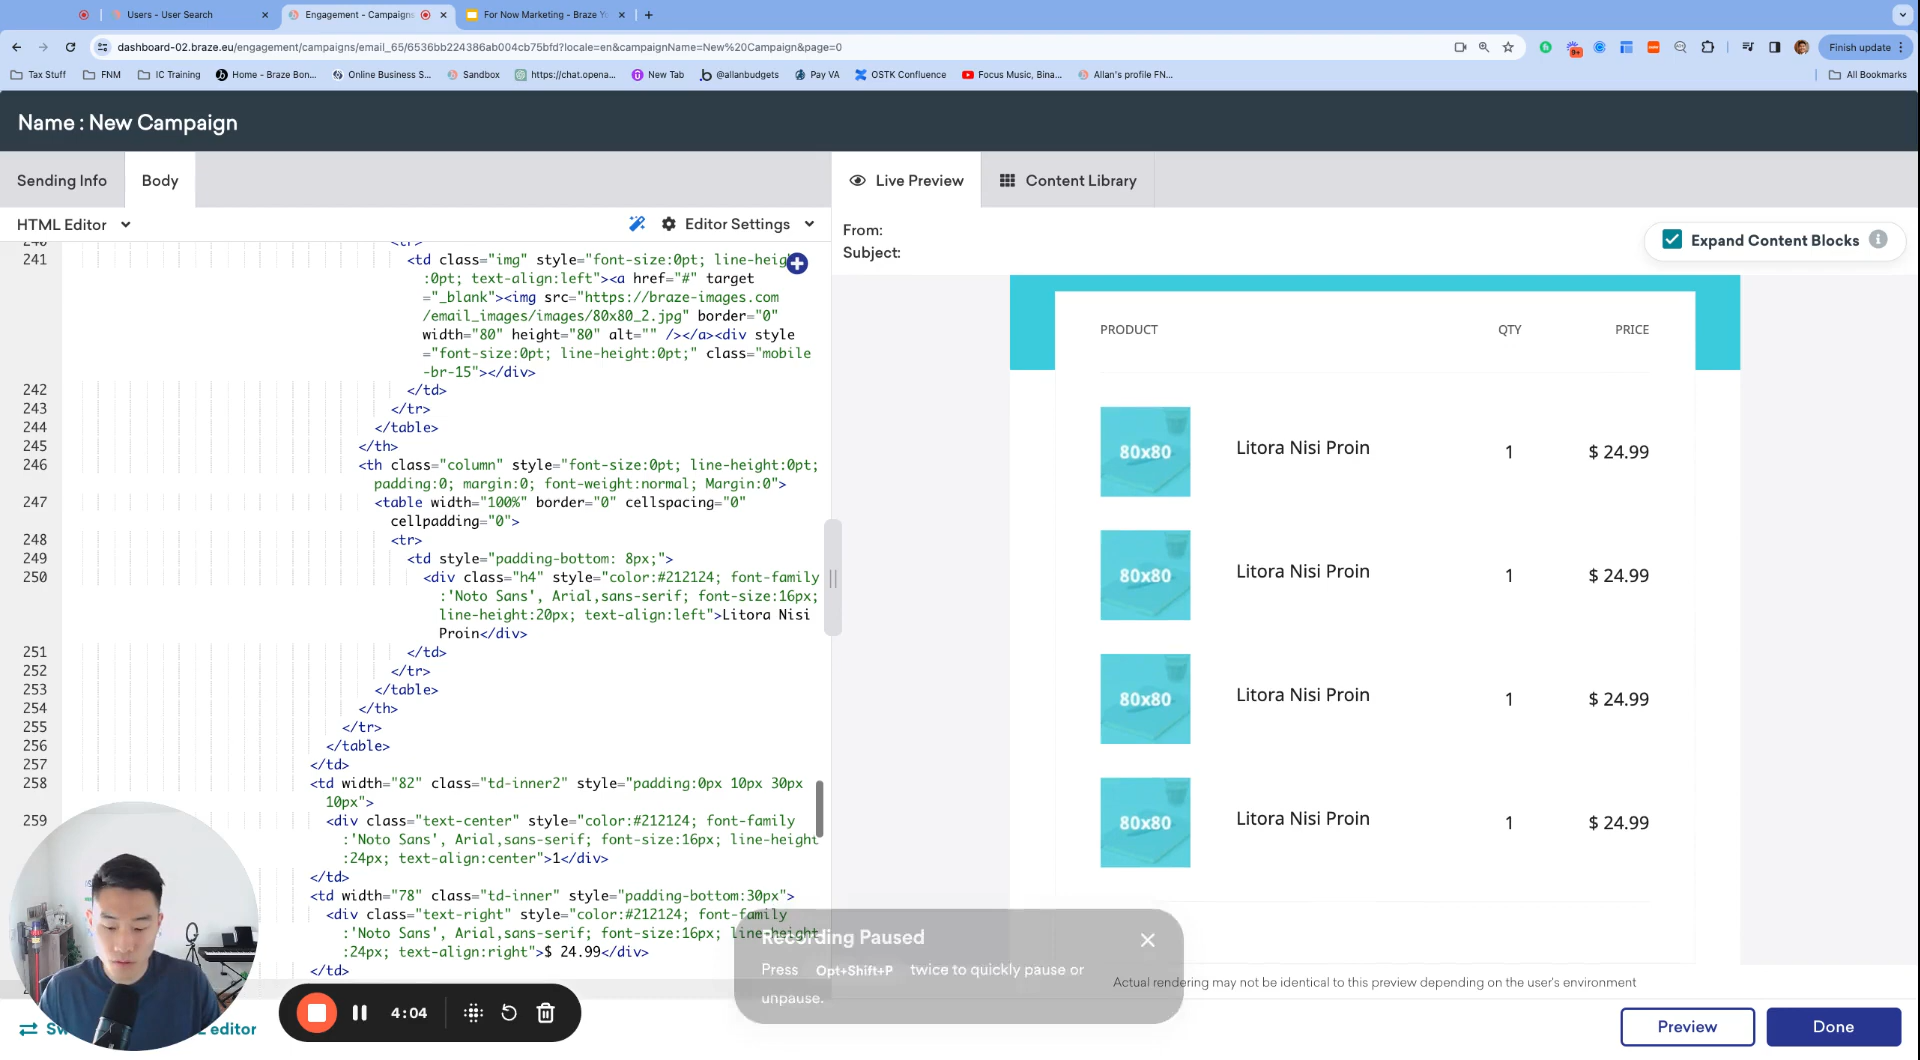 Users - User Search
Engagement - Campaigns
For Now Marketing - Braze Yo
dashboard-02.braze.eu/engagement/campaigns/email_65/6536bb224386ab004cb75bfd?locale=en&campaignName=New%20Campaign&page=0
9+
Finish update
Tax Stuff
FNM
IC Training
Home - Braze Bon...
Online Business S...
Sandbox
https://chat.opena...
New Tab
@allanbudgets
Pay VA
OSTK Confluence
Focus Music, Bina...
Allan's profile FN...
All Bookmarks
Name : New Campaign
Sending Info
Body
Live Preview
Content Library
HTML Editor
Editor Settings
From:
Subject:
Expand Content Blocks
240 <tr>
241 <td class="img" style="font-size:0pt; line-heig
:0pt; text-align:left"><a href="#" target
="_blank"><img src="https://braze-images.com
/email_images/images/80x80_2.jpg" border="0"
width="80" height="80" alt="" /></a><div style
="font-size:0pt; line-height:0pt;" class="mobile
-br-15"></div>
242 </td>
243 </tr>
244 </table>
245 </th>
246 <th class="column" style="font-size:0pt; line-height:0pt;
padding:0; margin:0; font-weight:normal; Margin:0">
247 <table width="100%" border="0" cellspacing="0"
cellpadding="0">
248 <tr>
249 <td style="padding-bottom: 8px;">
250 <div class="h4" style="color:#212124; font-family
:'Noto Sans', Arial,sans-serif; font-size:16px;
line-height:20px; text-align:left">Litora Nisi
Proin</div>
251 </td>
252 </tr>
253 </table>
254 </th>
255 </tr>
256 </table>
257 </td>
258 <td width="82" class="td-inner2" style="padding:0px 10px 30px
10px">
259 <div class="text-center" style="color:#212124; font-family
:'Noto Sans', Arial,sans-serif; font-size:16px; line-height
:24px; text-align:center">1</div>
</td>
<td width="78" class="td-inner" style="padding-bottom:30px">
<div class="text-right" style="color:#212124; font-family
:'Noto Sans', Arial,sans-serif; font-size:16px; line-height
:24px; text-align:right">$ 24.99</div>
</td>
PRODUCT QTY PRICE
80x80 Litora Nisi Proin 1 $ 24.99
80x80 Litora Nisi Proin 1 $ 24.99
80x80 Litora Nisi Proin 1 $ 24.99
80x80 Litora Nisi Proin 1 $ 24.99
Recording Paused
Press Opt+Shift+P twice to quickly pause or
unpause.
Actual rendering may not be identical to this preview depending on the user's environment
4:04
editor
Preview
Done